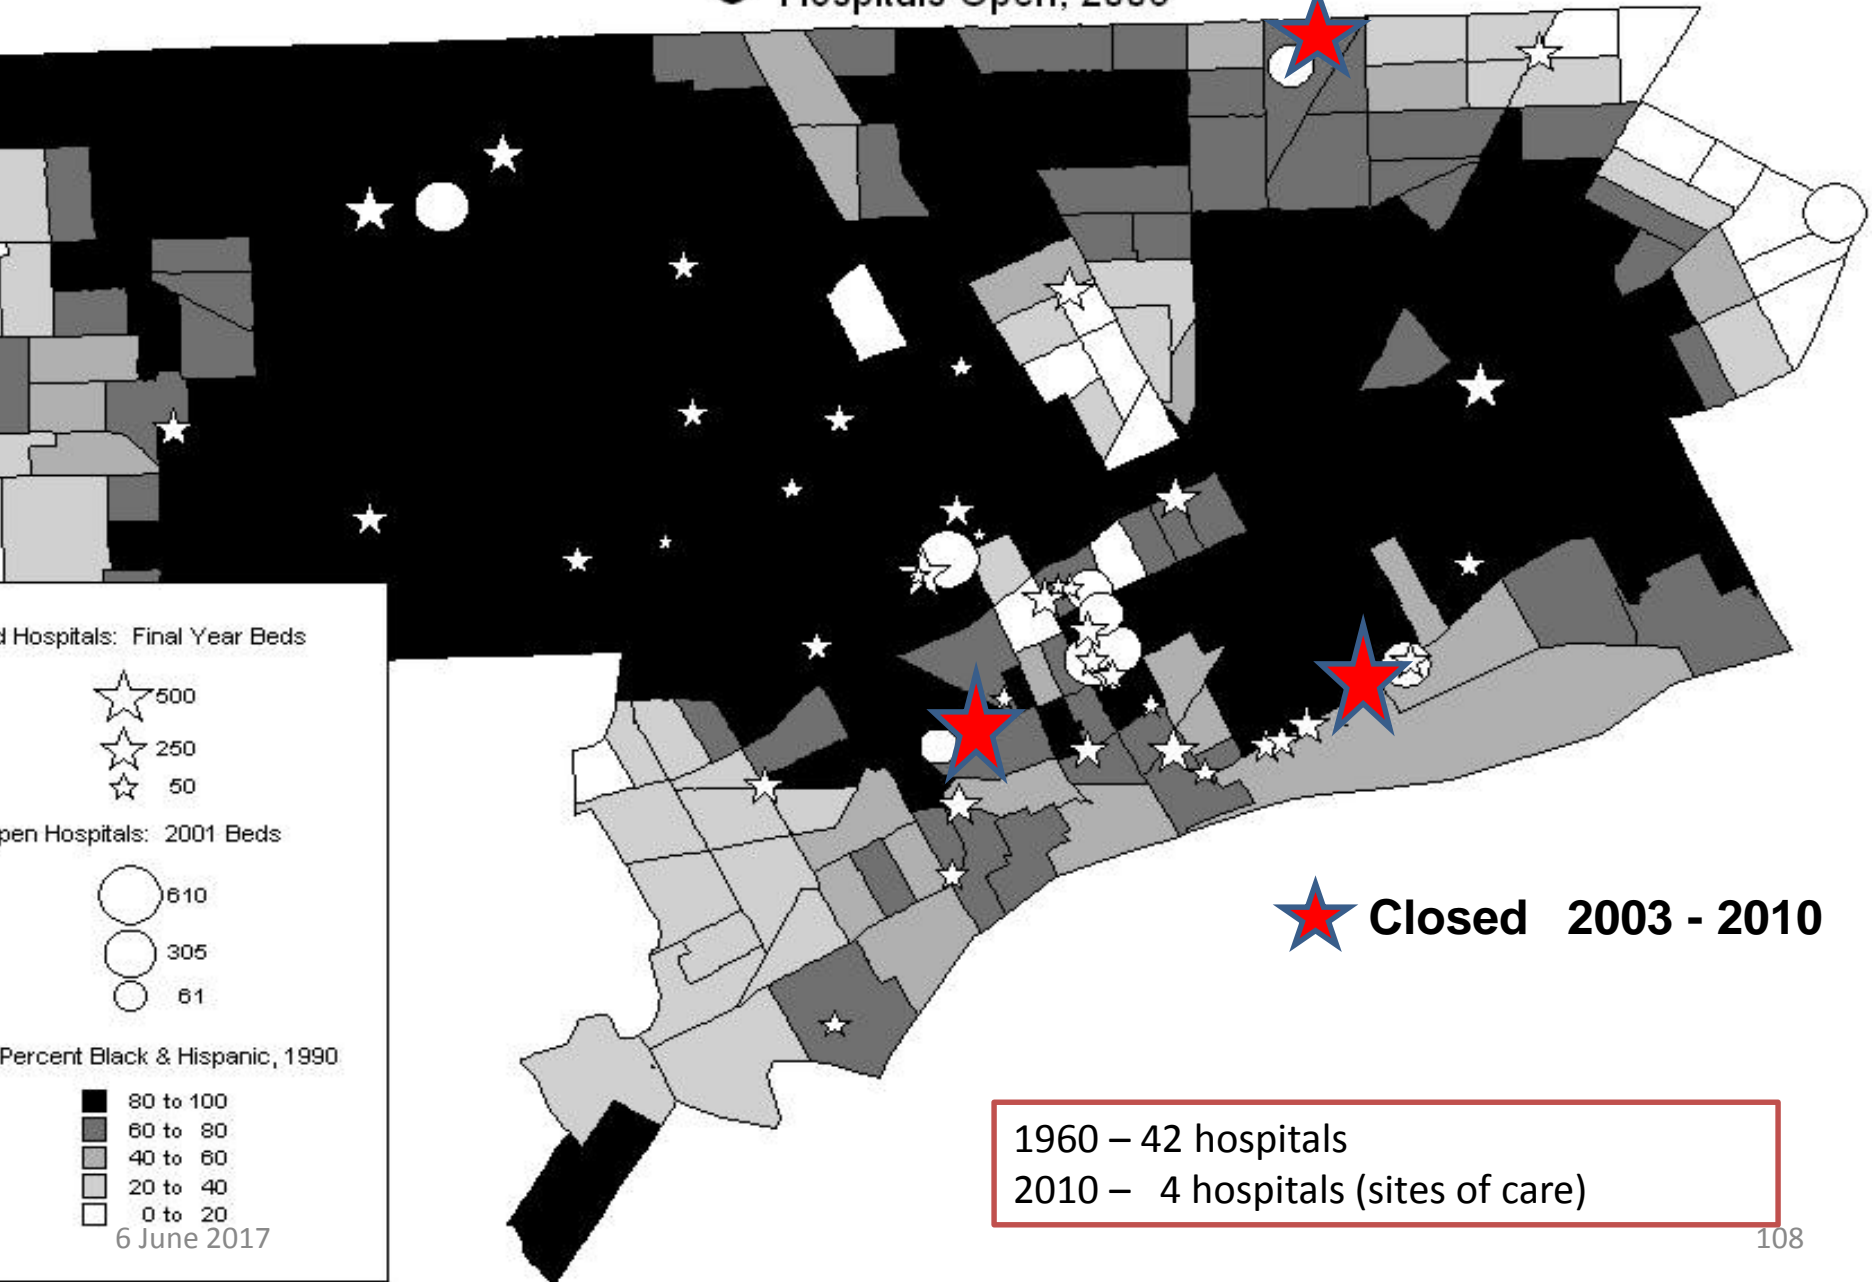 Hospitals Open, 2003
d Hospitals: Final Year Beds
500
250
50
pen Hospitals: 2001 Beds
610
305
61
Percent Black & Hispanic, 1990
80 to 100
60 to 80
40 to 60
20 to 40
0 to 20
Closed 2003 - 2010
1960 – 42 hospitals
2010 – 4 hospitals (sites of care)
6 June 2017
108